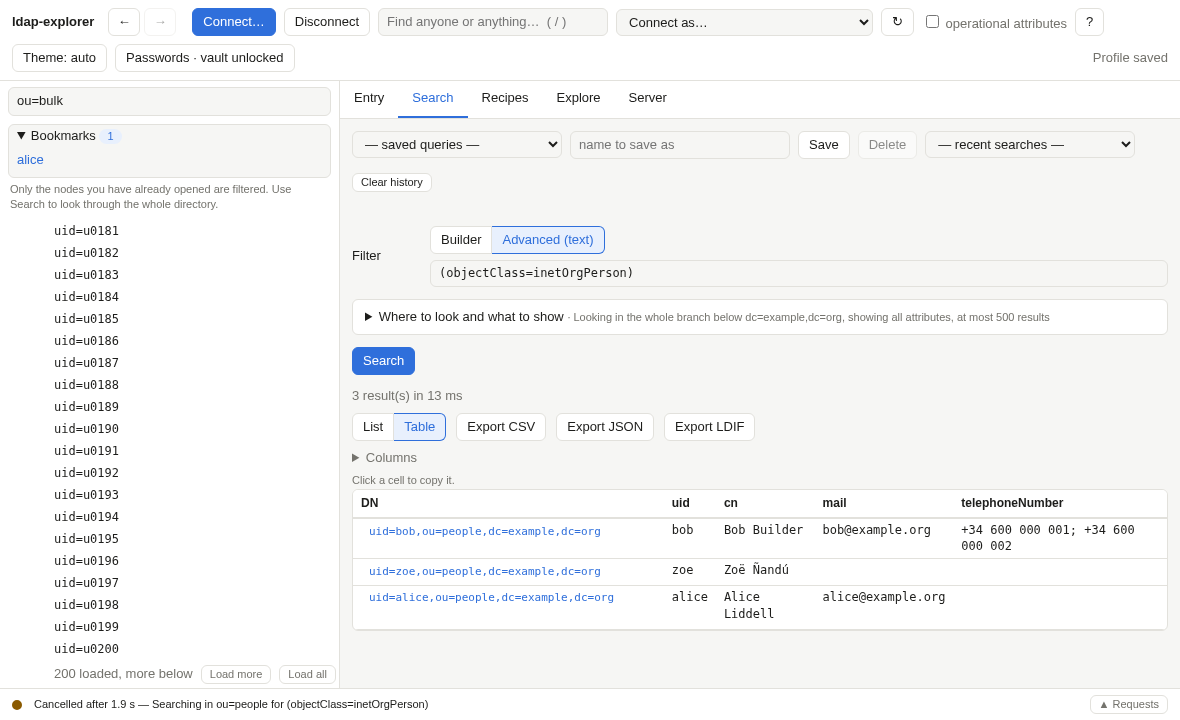 ldap-explorer ← → Connect… Disconnect Find anyone or anything… ( / ) Connect as… ↻ operational attributes ?
Theme: auto Passwords · vault unlocked Profile saved
ou=bulk
▼ Bookmarks 1
alice
Only the nodes you have already opened are filtered. Use
Search to look through the whole directory.
uid=u0181
uid=u0182
uid=u0183
uid=u0184
uid=u0185
uid=u0186
uid=u0187
uid=u0188
uid=u0189
uid=u0190
uid=u0191
uid=u0192
uid=u0193
uid=u0194
uid=u0195
uid=u0196
uid=u0197
uid=u0198
uid=u0199
uid=u0200
200 loaded, more below Load more Load all
Entry Search Recipes Explore Server
— saved queries — name to save as Save Delete — recent searches —
Clear history
Filter
Builder Advanced (text)
(objectClass=inetOrgPerson)
▶ Where to look and what to show · Looking in the whole branch below dc=example,dc=org, showing all attributes, at most 500 results
Search
3 result(s) in 13 ms
List Table Export CSV Export JSON Export LDIF
▶ Columns
Click a cell to copy it.
DN uid cn mail telephoneNumber
uid=bob,ou=people,dc=example,dc=org bob Bob Builder bob@example.org +34 600 000 001; +34 600
000 002
uid=zoe,ou=people,dc=example,dc=org zoe Zoë Ñandú
uid=alice,ou=people,dc=example,dc=org alice Alice alice@example.org
Liddell
Cancelled after 1.9 s — Searching in ou=people for (objectClass=inetOrgPerson) ▲ Requests